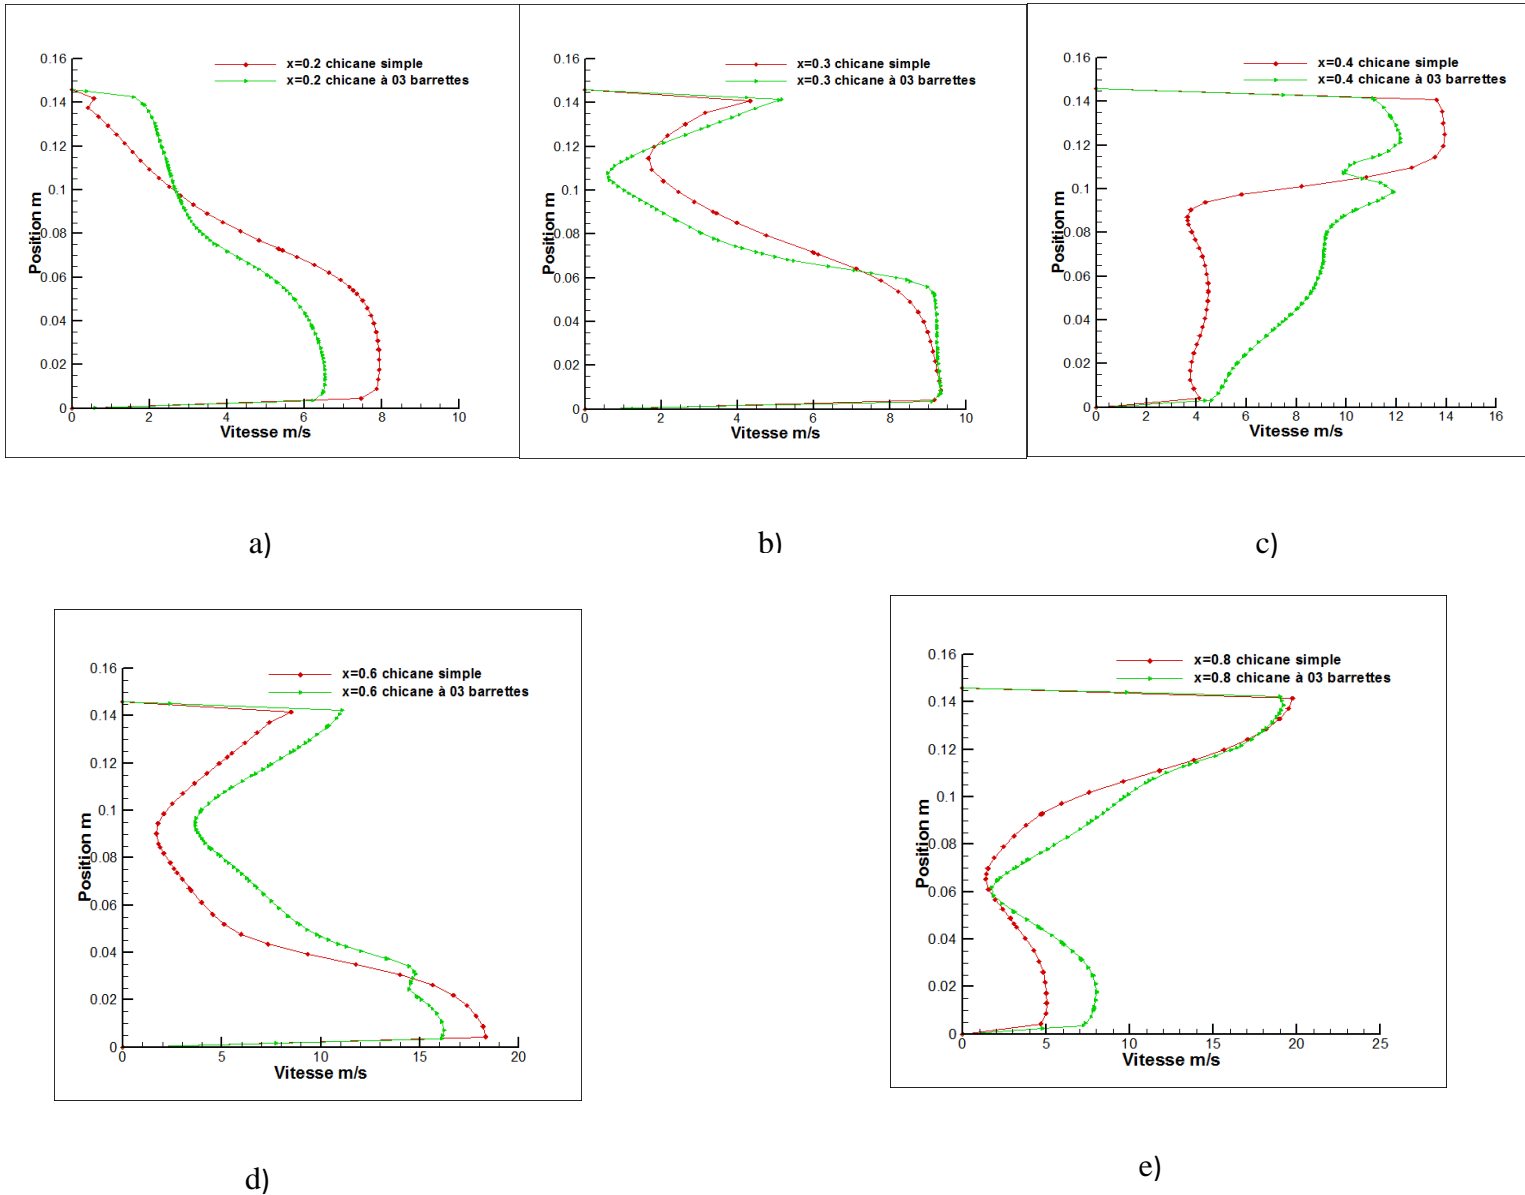 x=0.2 chicane simple
x=0.2 chicane à 03 barrettes
0.16
0.14
0.12
0.1
0.08
0.06
0.04
0.02
0
Position m
0 2 4 6 8 10
Vitesse m/s
x=0.3 chicane simple
x=0.3 chicane à 03 barrettes
0.16
0.14
0.12
0.1
0.08
0.06
0.04
0.02
0
Position m
0 2 4 6 8 10
Vitesse m/s
x=0.4 chicane simple
x=0.4 chicane à 03 barrettes
0.16
0.14
0.12
0.1
0.08
0.06
0.04
0.02
0
Position m
0 2 4 6 8 10 12 14 16
Vitesse m/s
a)
b)
c)
x=0.6 chicane simple
x=0.6 chicane à 03 barrettes
0.16
0.14
0.12
0.1
0.08
0.06
0.04
0.02
0
Position m
0 5 10 15 20
Vitesse m/s
x=0.8 chicane simple
x=0.8 chicane à 03 barrettes
0.16
0.14
0.12
0.1
0.08
0.06
0.04
0.02
0
Position m
0 5 10 15 20 25
Vitesse m/s
d)
e)